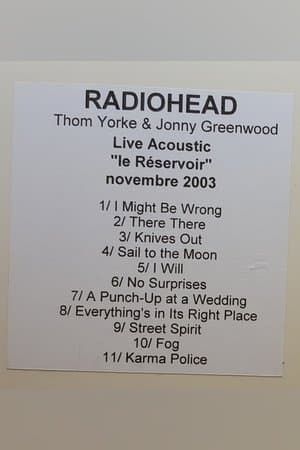 RADIOHEAD
Thom Yorke & Jonny Greenwood
Live Acoustic
"le Réservoir"
novembre 2003
1/ I Might Be Wrong
2/ There There
3/ Knives Out
4/ Sail to the Moon
5/ I Will
6/ No Surprises
7/ A Punch-Up at a Wedding
8/ Everything's in Its Right Place
9/ Street Spirit
10/ Fog
11/ Karma Police